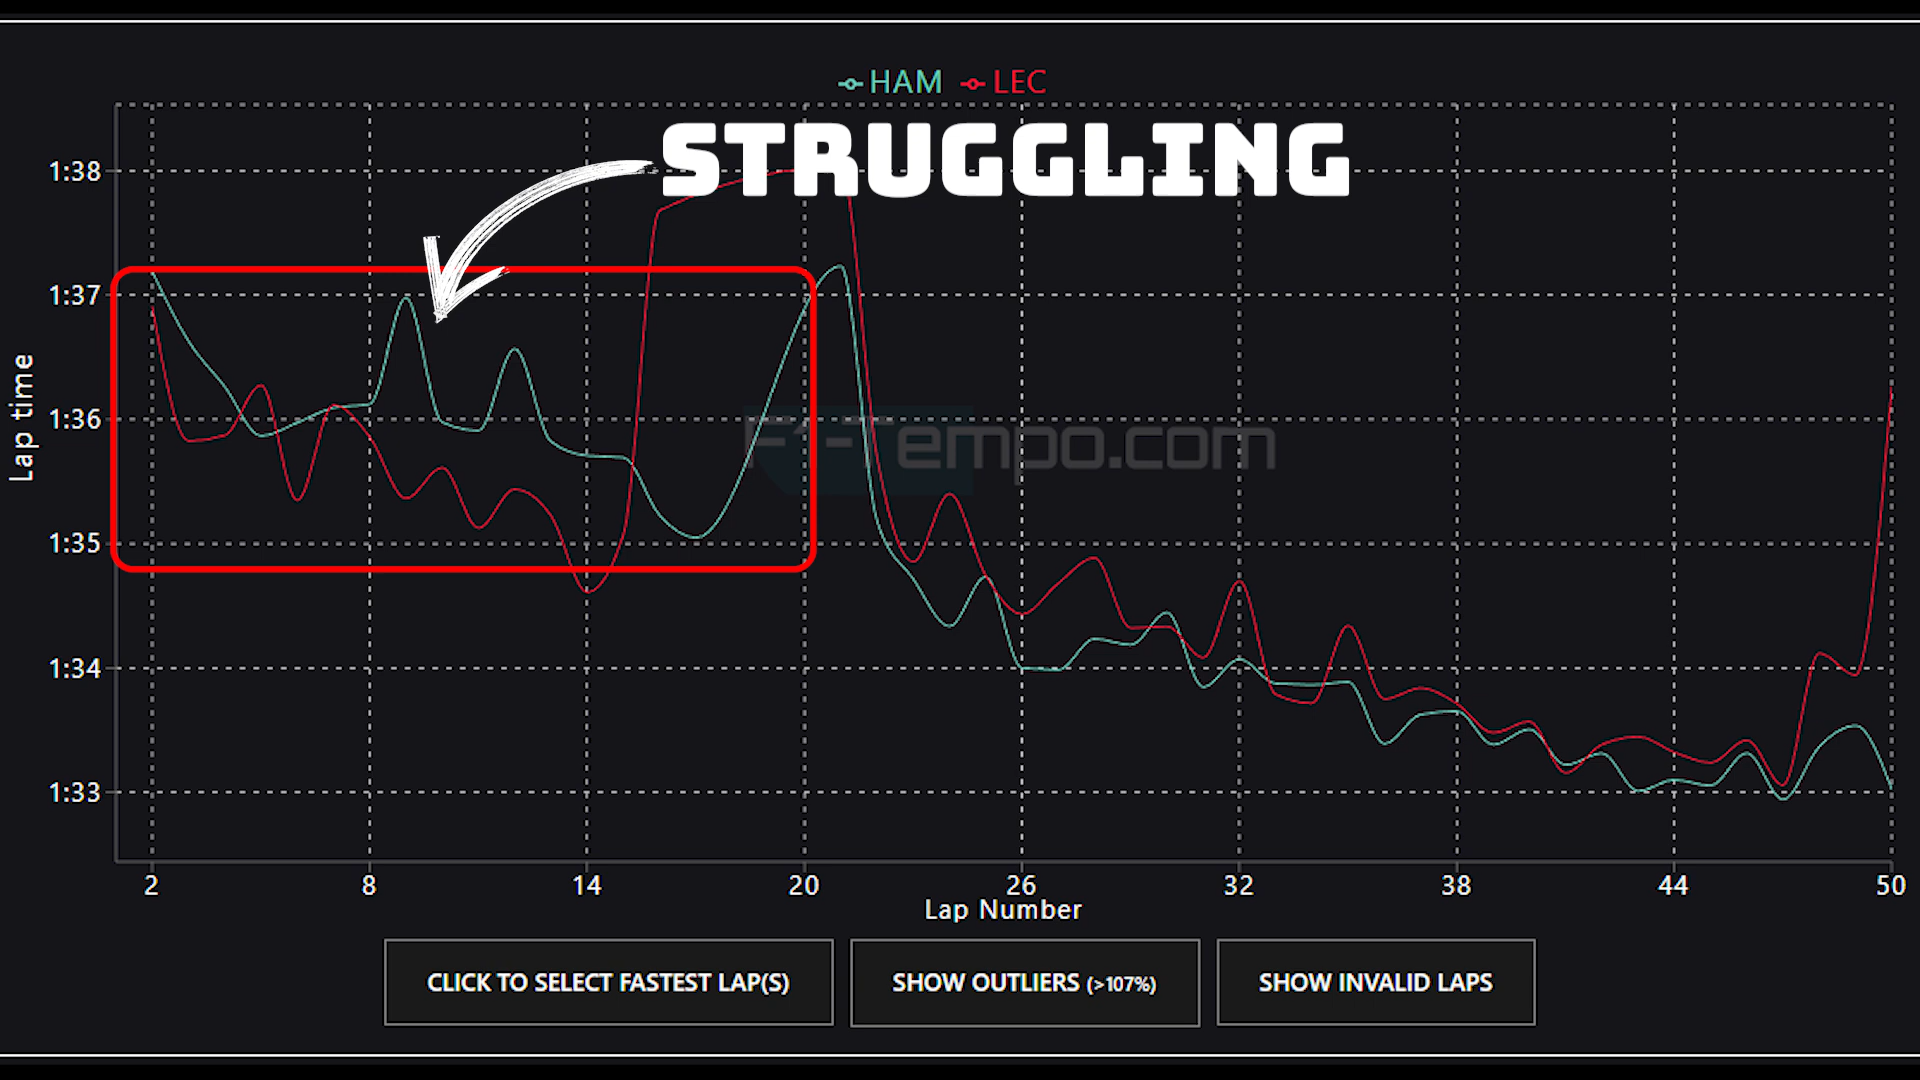 HAM LEC
STRUGGLING
1:38
1:37
1:36
1:35
1:34
1:33
Lap time
F1-Tempo.com
2 8 14 20 26 32 38 44 50
Lap Number
CLICK TO SELECT FASTEST LAP(S)
SHOW OUTLIERS (>107%)
SHOW INVALID LAPS